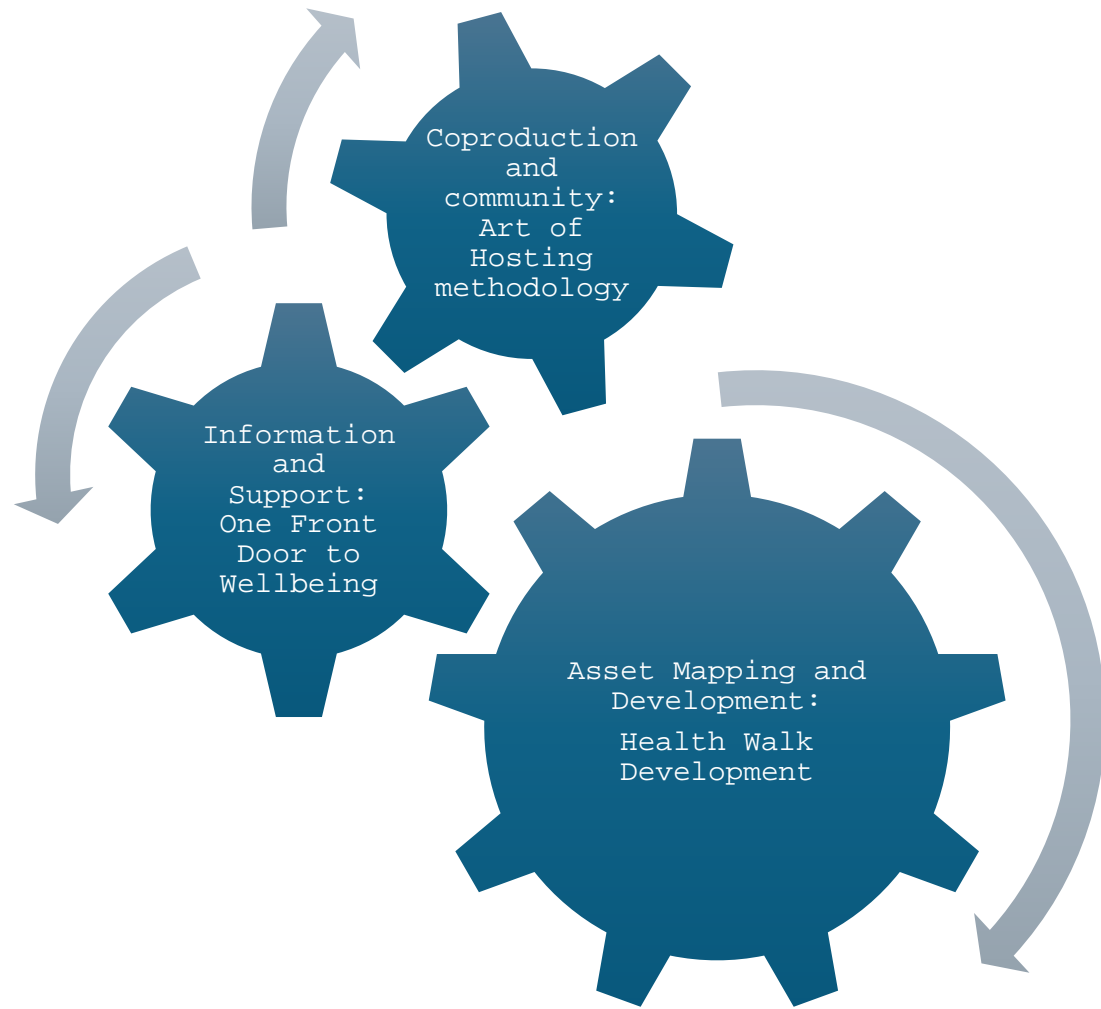 Coproduction
and
community:
Art of
Hosting
methodology
Information
and
Support:
One Front
Door to
Wellbeing
Asset Mapping and
Development:
Health Walk
Development